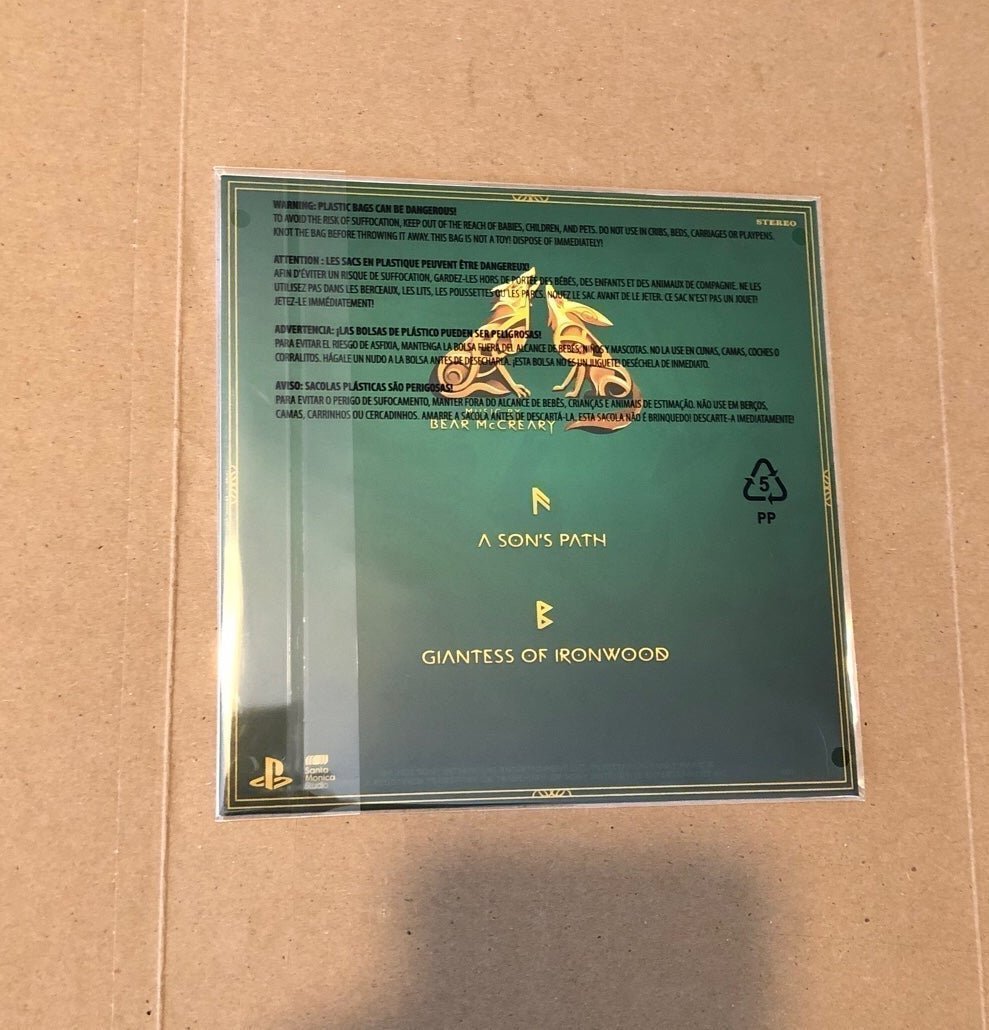 WARNING: PLASTIC BAGS CAN BE DANGEROUS!
TO AVOID THE RISK OF SUFFOCATION, KEEP OUT OF THE REACH OF BABIES, CHILDREN, AND PETS. DO NOT USE IN CRIBS, BEDS, CARRIAGES OR PLAYPENS.
KNOT THE BAG BEFORE THROWING IT AWAY. THIS BAG IS NOT A TOY! DISPOSE OF IMMEDIATELY!
STEREO
ATTENTION : LES SACS EN PLASTIQUE PEUVENT ÊTRE DANGEREUX!
AFIN D'ÉVITER UN RISQUE DE SUFFOCATION, GARDEZ-LES HORS DE PORTÉE DES BÉBÉS, DES ENFANTS ET DES ANIMAUX DE COMPAGNIE. NE LES
UTILISEZ PAS DANS LES BERCEAUX, LES LITS, LES POUSSETTES OU LES PARCS. NOUEZ LE SAC AVANT DE LE JETER. CE SAC N'EST PAS UN JOUET!
JETEZ-LE IMMÉDIATEMENT!
ADVERTENCIA: ¡LAS BOLSAS DE PLÁSTICO PUEDEN SER PELIGROSAS!
PARA EVITAR EL RIESGO DE ASFIXIA, MANTENGA LA BOLSA FUERA DEL ALCANCE DE BEBÉS, NIÑOS Y MASCOTAS. NO LA USE EN CUNAS, CAMAS, COCHES O
CORRALITOS. HÁGALE UN NUDO A LA BOLSA ANTES DE DESECHARLA. ¡ESTA BOLSA NO ES UN JUGUETE! DESÉCHELA DE INMEDIATO.
AVISO: SACOLAS PLÁSTICAS SÃO PERIGOSAS!
PARA EVITAR O PERIGO DE SUFOCAMENTO, MANTER FORA DO ALCANCE DE BEBÊS, CRIANÇAS E ANIMAIS DE ESTIMAÇÃO. NÃO USE EM BERÇOS,
CAMAS, CARRINHOS OU CERCADINHOS. AMARRE A SACOLA ANTES DE DESCARTÁ-LA. ESTA SACOLA NÃO É BRINQUEDO! DESCARTE-A IMEDIATAMENTE!
MUSIC BY
BEAR McCREARY
5
PP
A
A SON'S PATH
B
GIANTESS OF IRONWOOD
Santa
Monica
Studio